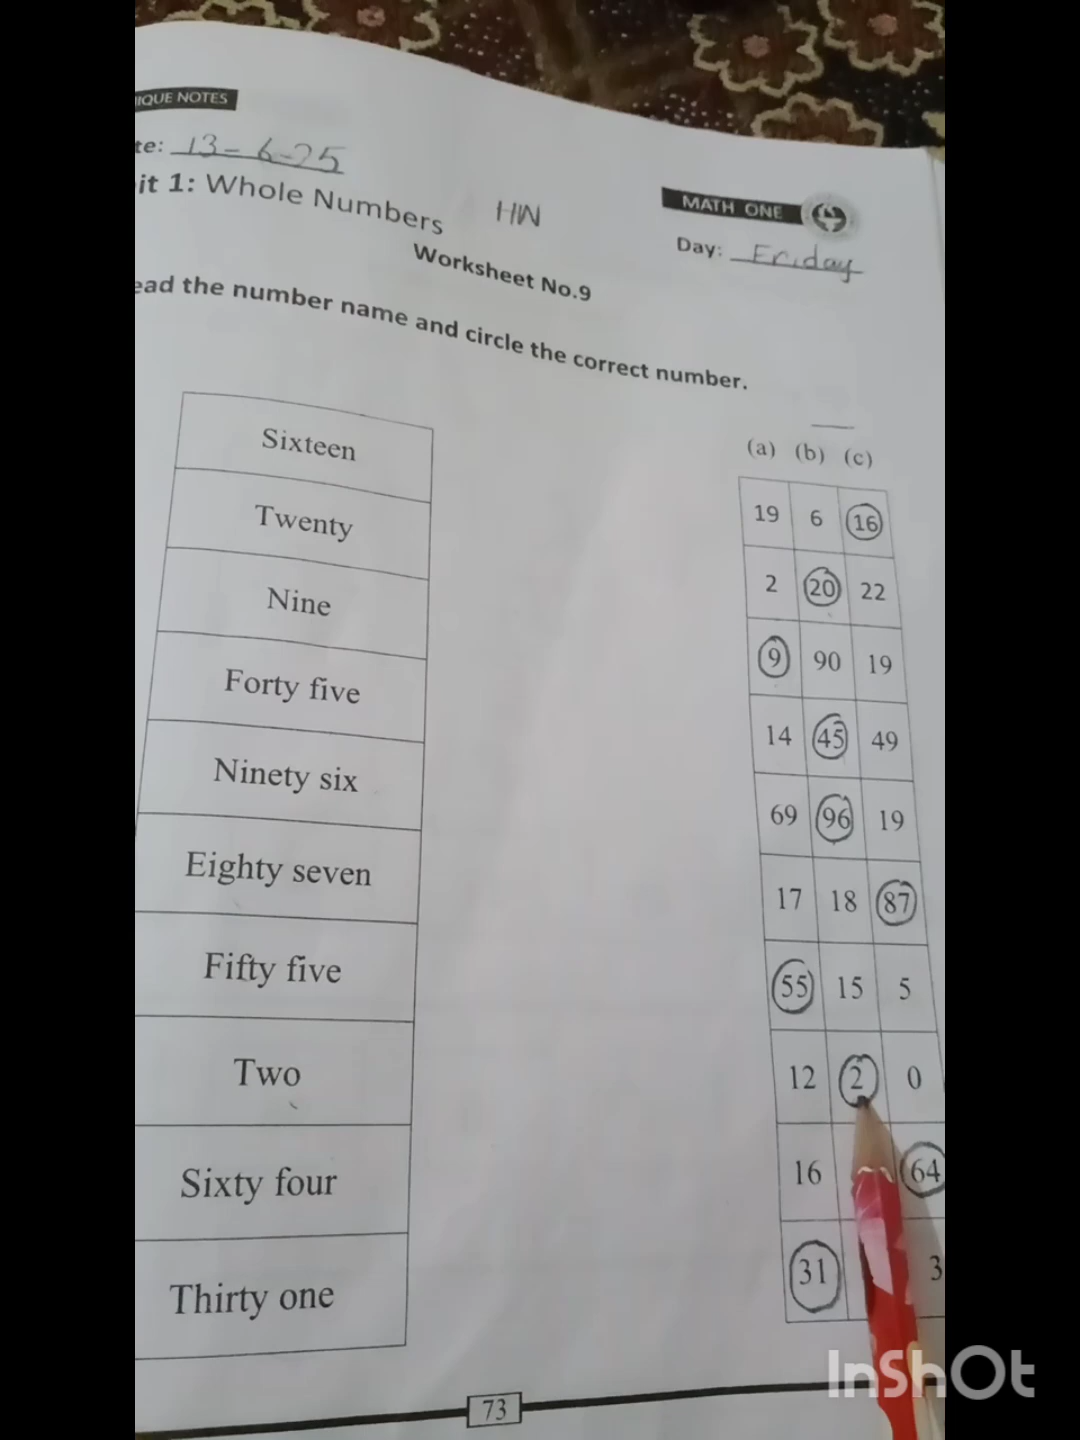 IQUE NOTES
te: 13-6-25
it 1: Whole Numbers
HW
MATH ONE
Day: Friday
Worksheet No.9
ead the number name and circle the correct number.
(a) (b) (c)
Sixteen
19 6 16
Twenty
2 20 22
Nine
9 90 19
Forty five
14 45 49
Ninety six
69 96 19
Eighty seven
17 18 87
Fifty five
55 15 5
Two
12 2 0
Sixty four
16 64
Thirty one
31 3
73
InShOt